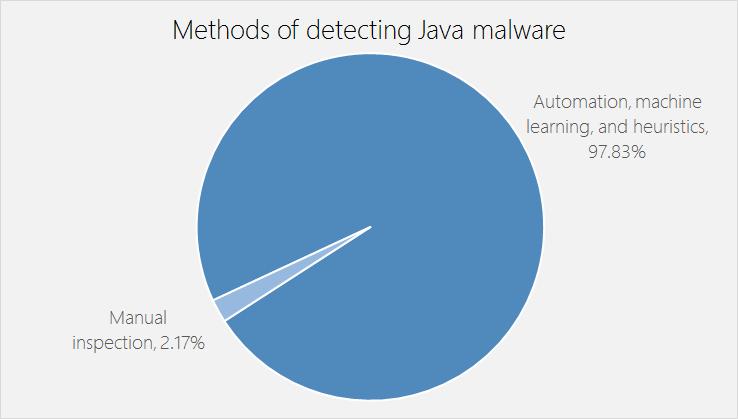 Methods of detecting Java malware
Automation, machine
learning, and heuristics,
97.83%
Manual
inspection, 2.17%